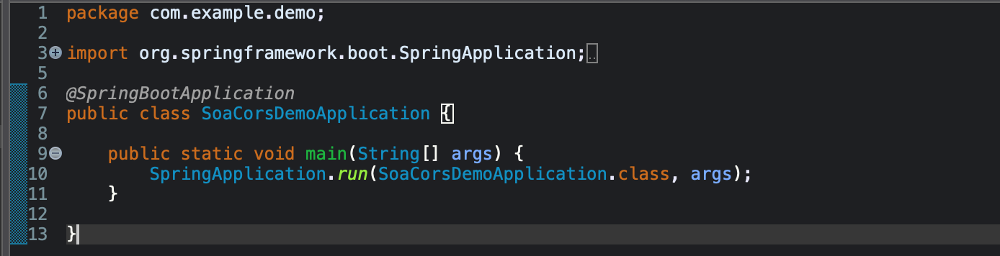 1 package com.example.demo;
2
3 import org.springframework.boot.SpringApplication;
5
6 @SpringBootApplication
7 public class SoaCorsDemoApplication {
8
9     public static void main(String[] args) {
10         SpringApplication.run(SoaCorsDemoApplication.class, args);
11     }
12
13 }